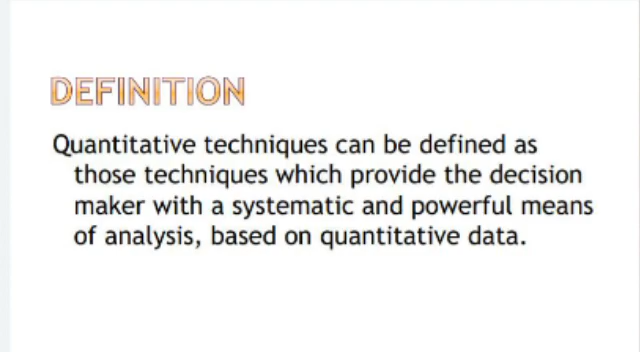 DEFINITION
Quantitative techniques can be defined as
those techniques which provide the decision
maker with a systematic and powerful means
of analysis, based on quantitative data.